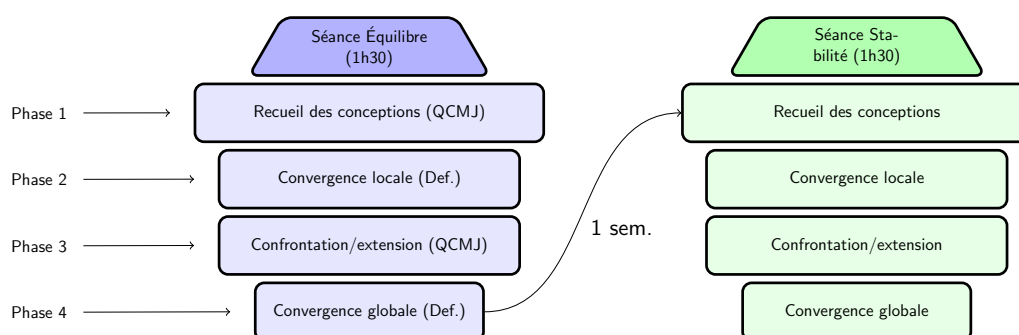 Séance Équilibre
(1h30)
Séance Sta-
bilité (1h30)
Phase 1
Recueil des conceptions (QCMJ)
Recueil des conceptions
Phase 2
Convergence locale (Def.)
Convergence locale
1 sem.
Phase 3
Confrontation/extension (QCMJ)
Confrontation/extension
Phase 4
Convergence globale (Def.)
Convergence globale